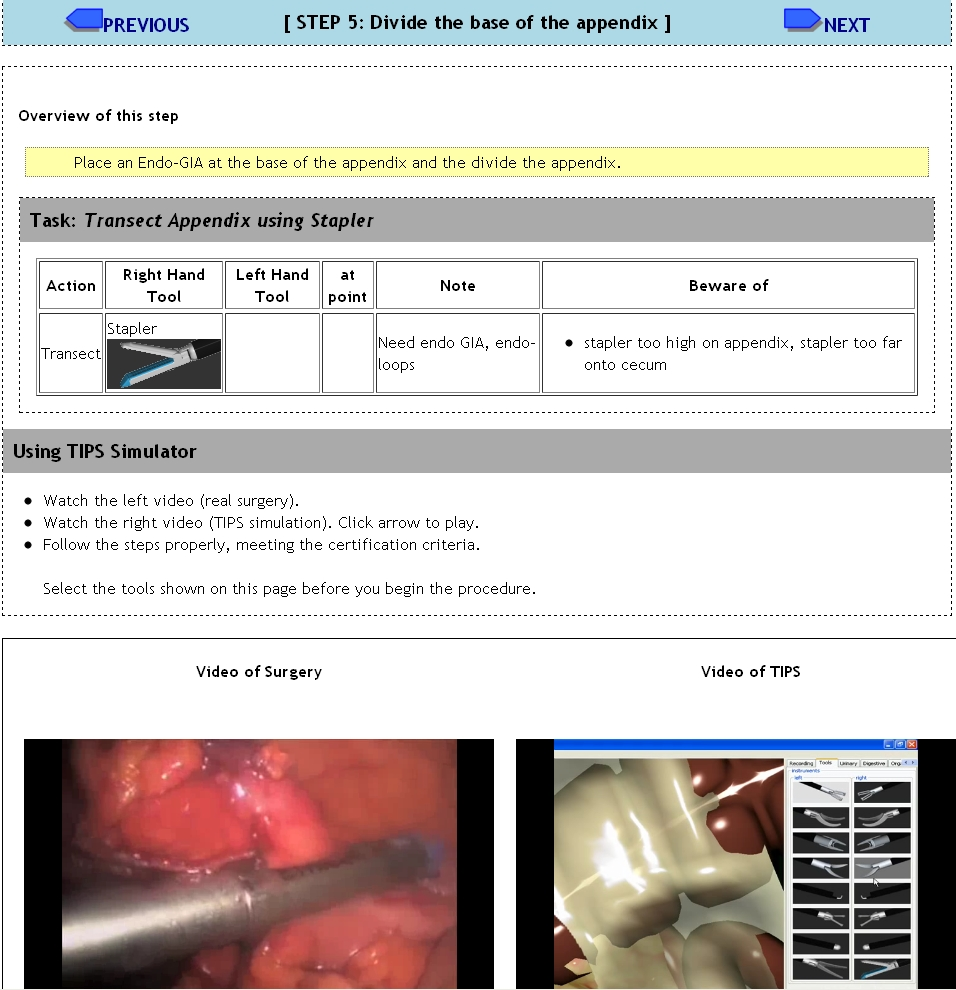 PREVIOUS
[ STEP 5: Divide the base of the appendix ]
NEXT
Overview of this step
Place an Endo-GIA at the base of the appendix and the divide the appendix.
Task: Transect Appendix using Stapler
Action
Right Hand
Tool
Left Hand
Tool
at
point
Note
Beware of
Transect
Stapler
Need endo GIA, endo-
loops
stapler too high on appendix, stapler too far
onto cecum
Using TIPS Simulator
Watch the left video (real surgery).
Watch the right video (TIPS simulation). Click arrow to play.
Follow the steps properly, meeting the certification criteria.
Select the tools shown on this page before you begin the procedure.
Video of Surgery
Video of TIPS
Recording Tools Urinary Digestive Org
Instruments
left
right